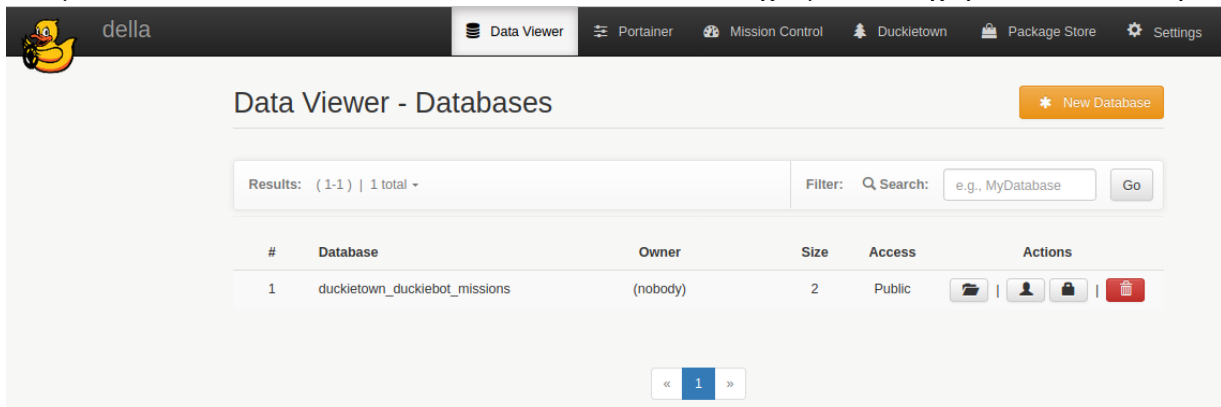 della Data Viewer Portainer Mission Control Duckietown Package Store Settings
Data Viewer - Databases New Database
Results: ( 1-1 ) | 1 total Filter: Search: e.g., MyDatabase Go
# Database Owner Size Access Actions
1 duckietown_duckiebot_missions (nobody) 2 Public | |
« 1 »